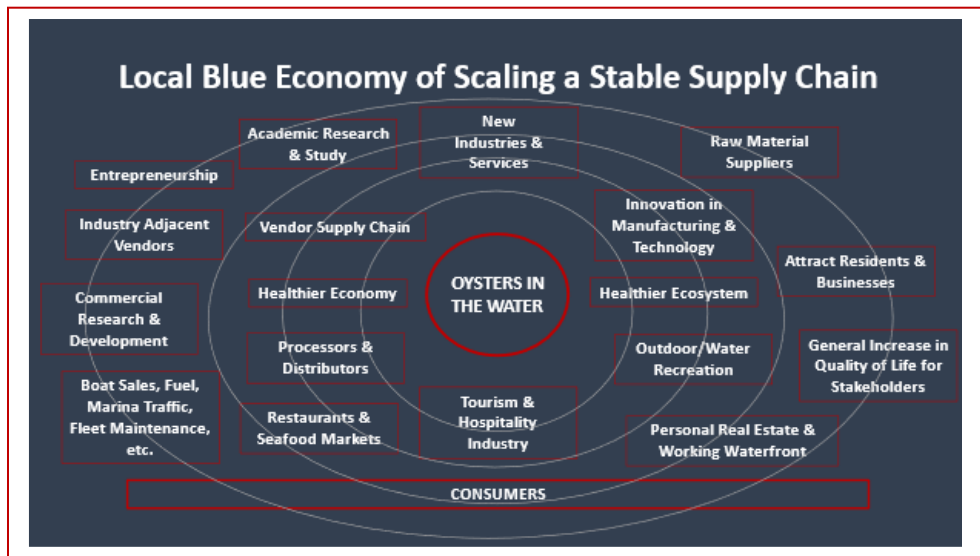 Local Blue Economy of Scaling a Stable Supply Chain
New
Industries &
Services
Academic Research
& Study
Raw Material
Suppliers
Entrepreneurship
Innovation in
Manufacturing &
Technology
Industry Adjacent
Vendors
Vendor Supply Chain
Attract Residents &
Businesses
OYSTERS IN
THE WATER
Healthier Economy
Healthier Ecosystem
Commercial
Research &
Development
Processors &
Distributors
Outdoor/Water
Recreation
General Increase in
Quality of Life for
Stakeholders
Boat Sales, Fuel,
Marina Traffic,
Fleet Maintenance,
etc.
Restaurants &
Seafood Markets
Tourism &
Hospitality
Industry
Personal Real Estate &
Working Waterfront
CONSUMERS